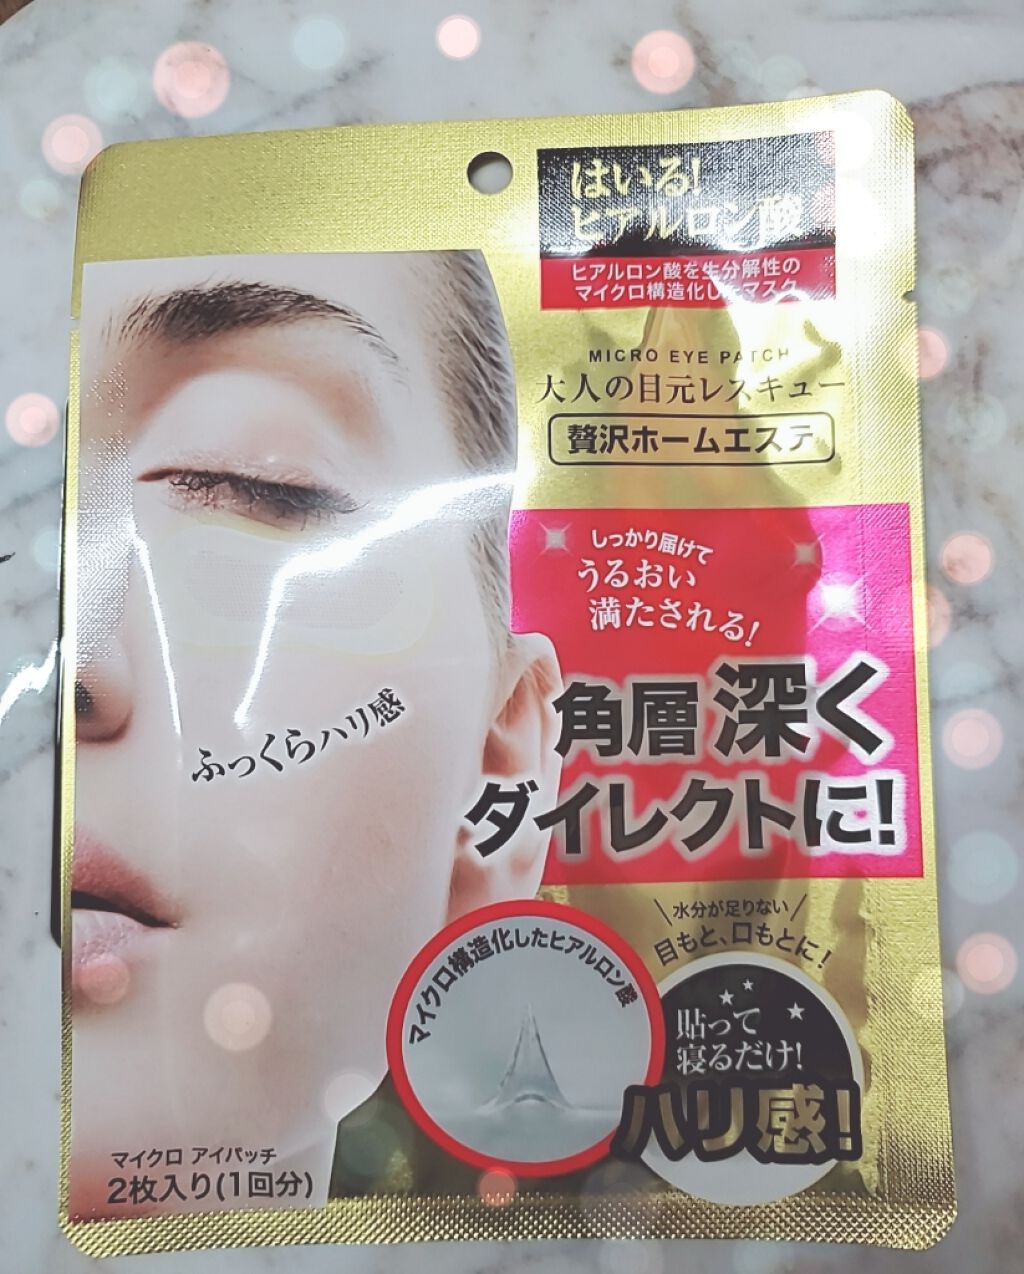 はいる!
ヒアルロン酸
ヒアルロン酸を生分解性の
マイクロ構造化したマスク
MICRO EYE PATCH
大人の目元レスキュー
贅沢ホームエステ
しっかり届けて
うるおい
満たされる!
角層深く
ダイレクトに!
ふっくらハリ感
水分が足りない
目もと、口もとに!
マイクロ構造化したヒアルロン酸
貼って
寝るだけ!
ハリ感!
マイクロ アイパッチ
2枚入り(1回分)